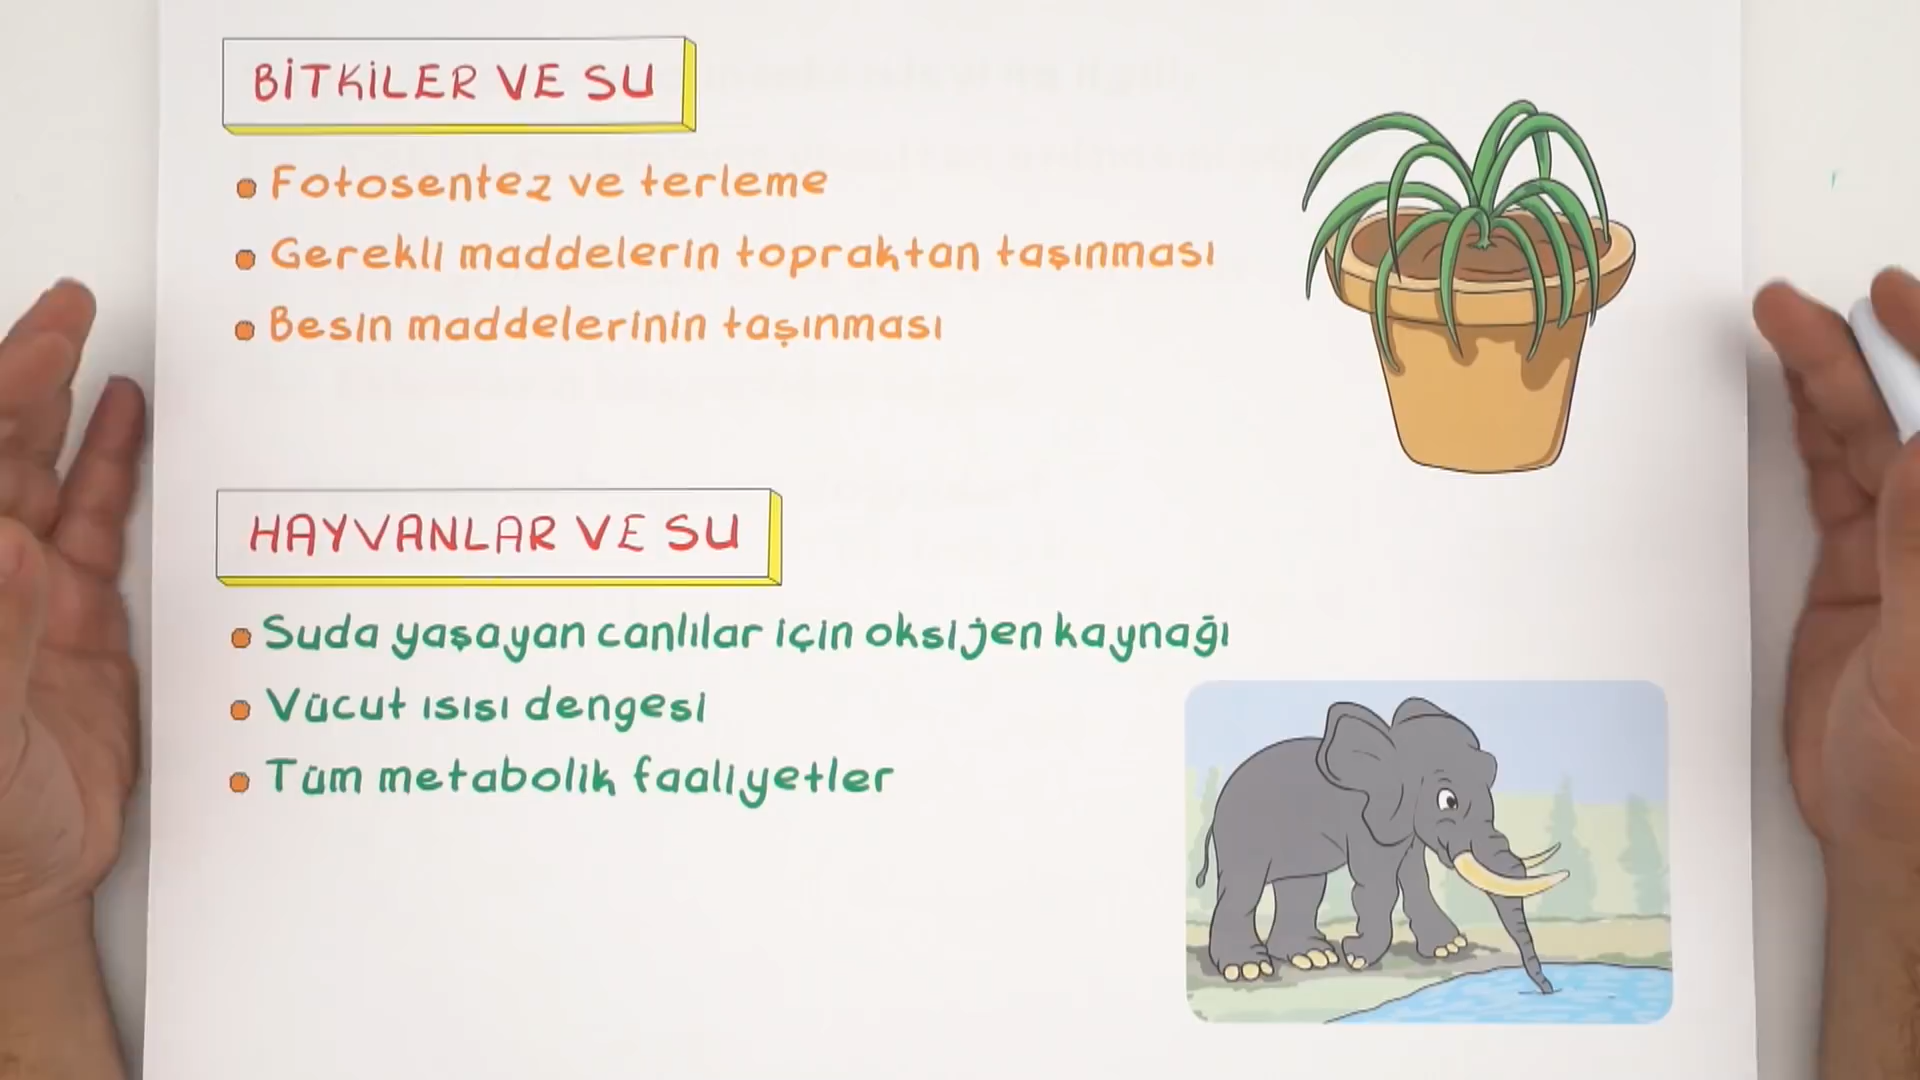 BİTKİLER VE SU
Fotosentez ve terleme
Gerekli maddelerin topraktan taşınması
Besin maddelerinin taşınması
HAYVANLAR VE SU
Suda yaşayan canlılar için oksijen kaynağı
Vücut ısısı dengesi
Tüm metabolik faaliyetler